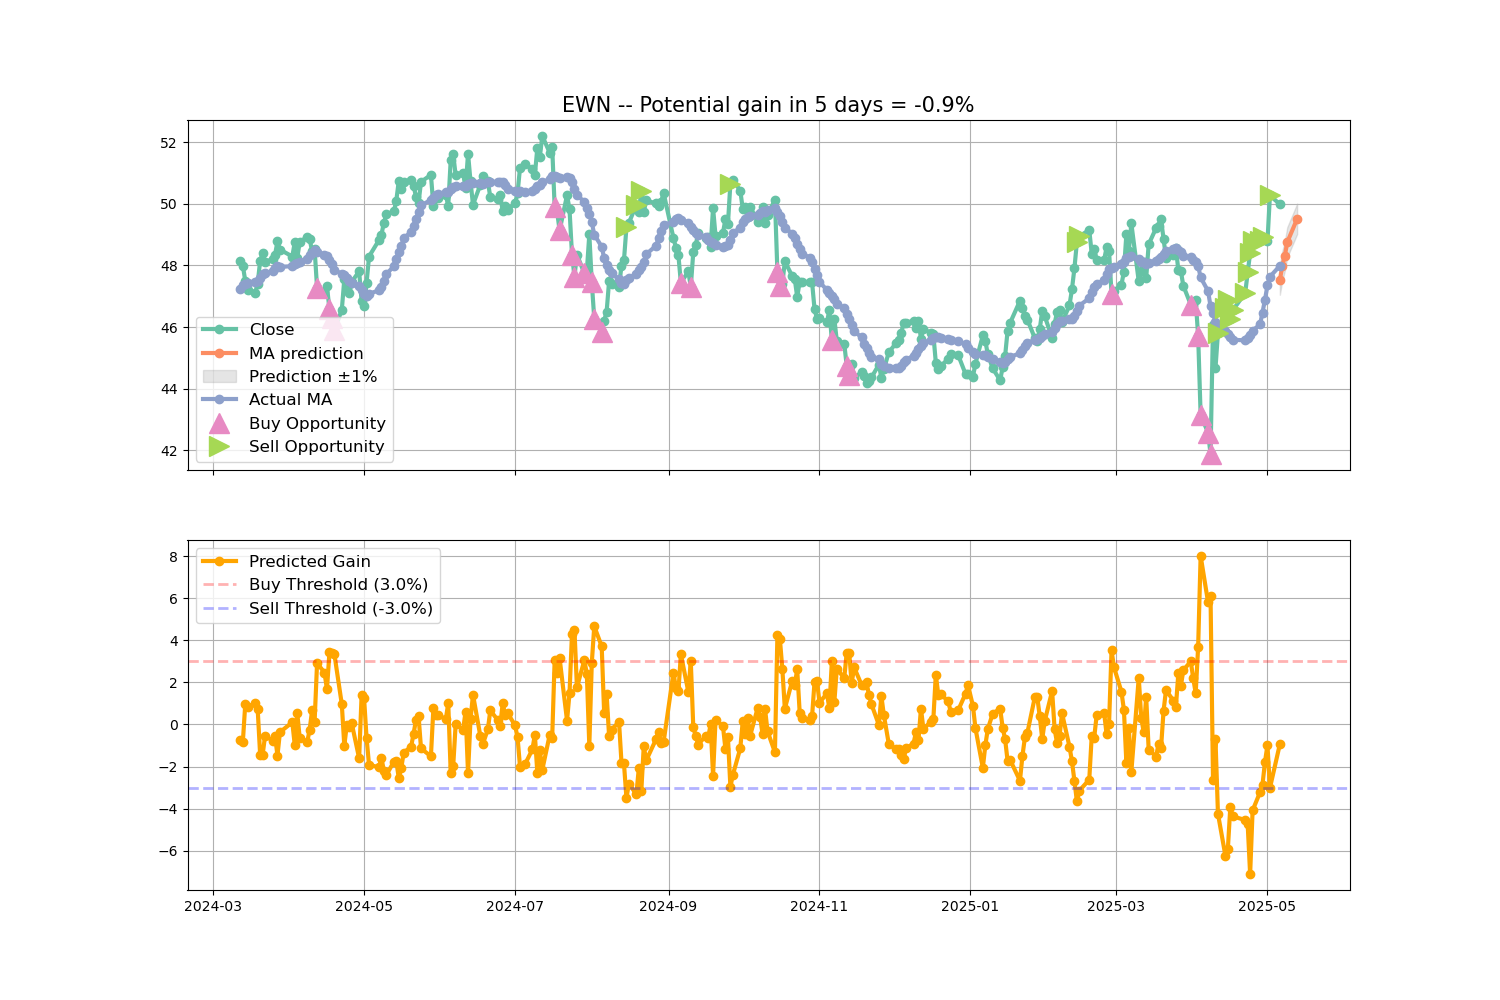 EWN -- Potential gain in 5 days = -0.9%
52
50
48
46
44
42
Close
MA prediction
Prediction ±1%
Actual MA
Buy Opportunity
Sell Opportunity
8
6
4
2
0
−2
−4
−6
Predicted Gain
Buy Threshold (3.0%)
Sell Threshold (-3.0%)
2024-03 2024-05 2024-07 2024-09 2024-11 2025-01 2025-03 2025-05